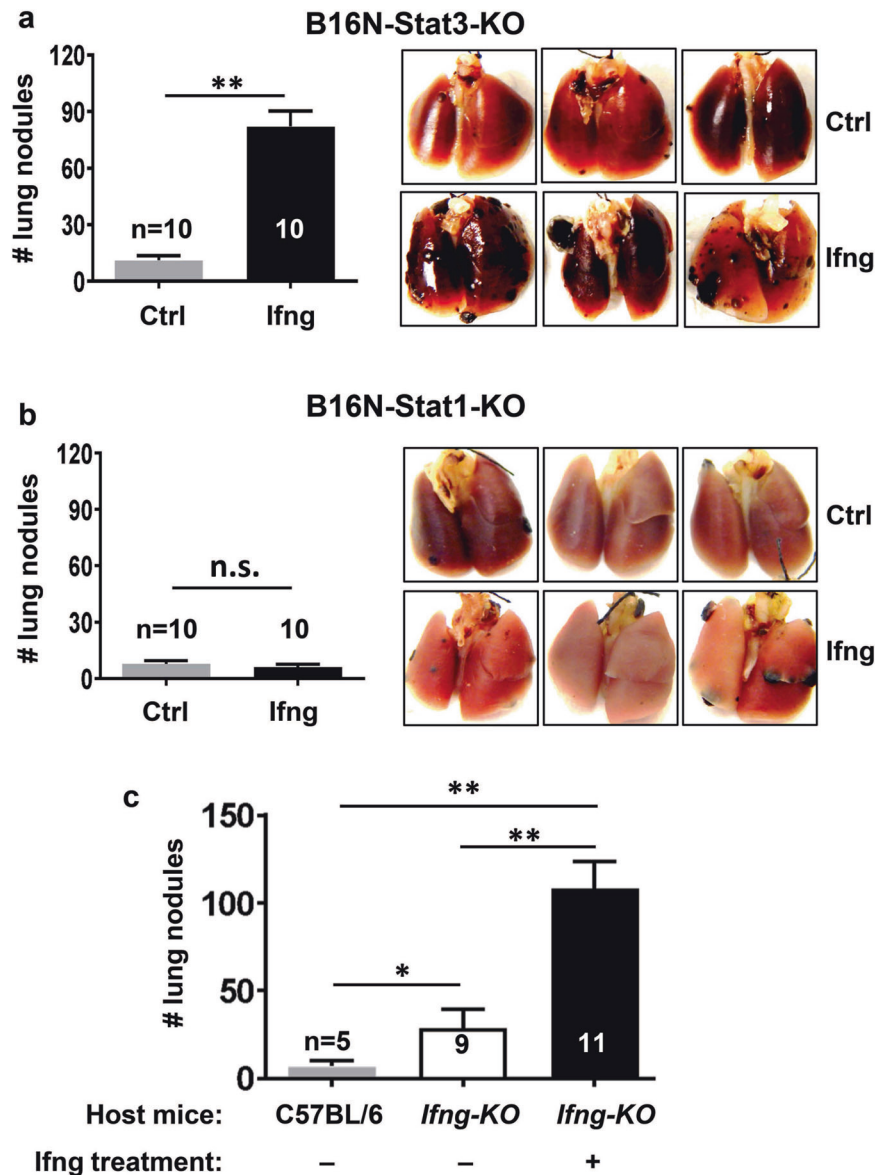 a
B16N-Stat3-KO
# lung nodules
120
90
60
30
0
**
n=10
10
Ctrl
Ifng
Ctrl
Ifng
b
B16N-Stat1-KO
# lung nodules
120
90
60
30
0
n.s.
n=10
10
Ctrl
Ifng
Ctrl
Ifng
c
# lung nodules
150
100
50
0
**
**
*
n=5
9
11
Host mice: C57BL/6 Ifng-KO Ifng-KO
Ifng treatment: – – +